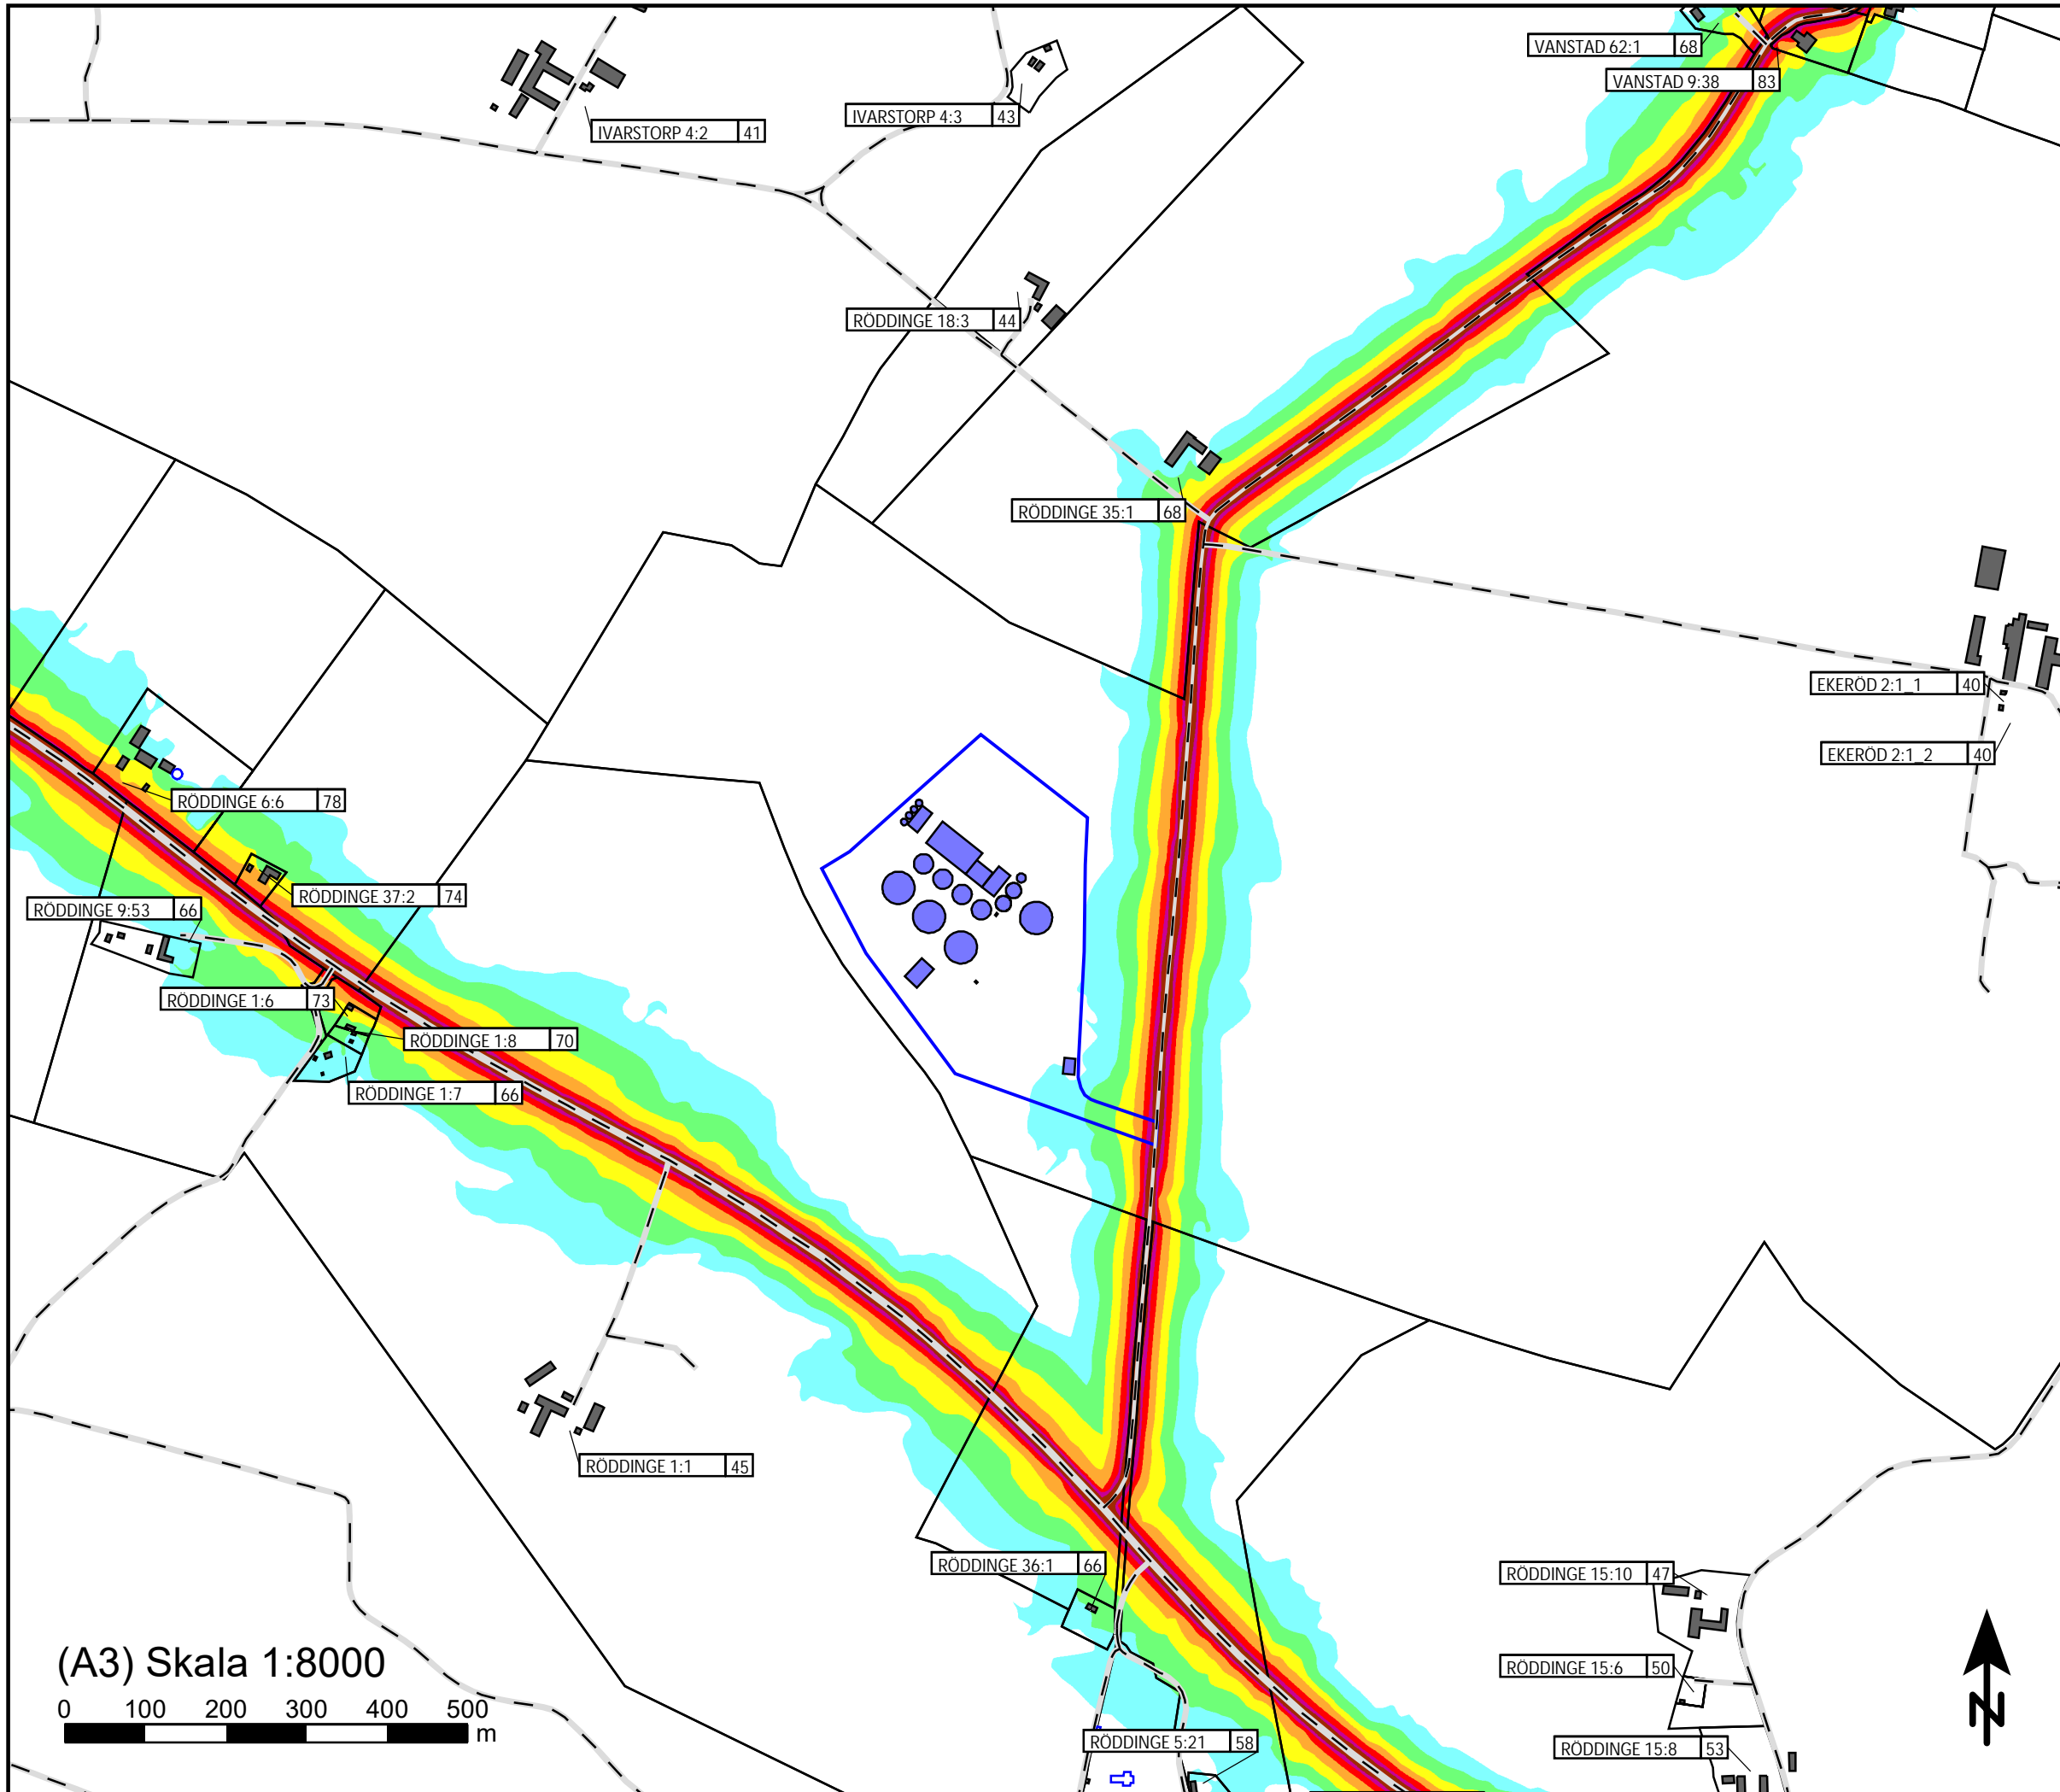 VANSTAD 62:1 68
VANSTAD 9:38 83
IVARSTORP 4:3 43
IVARSTORP 4:2 41
RÖDDINGE 18:3 44
RÖDDINGE 35:1 68
EKERÖD 2:1_1 40
EKERÖD 2:1_2 40
RÖDDINGE 6:6 78
RÖDDINGE 37:2 74
RÖDDINGE 9:53 66
RÖDDINGE 1:6 73
RÖDDINGE 1:8 70
RÖDDINGE 1:7 66
RÖDDINGE 1:1 45
RÖDDINGE 36:1 66
RÖDDINGE 15:10 47
RÖDDINGE 15:6 50
RÖDDINGE 5:21 58
RÖDDINGE 15:8 53
(A3) Skala 1:8000
0 100 200 300 400 500
m
N